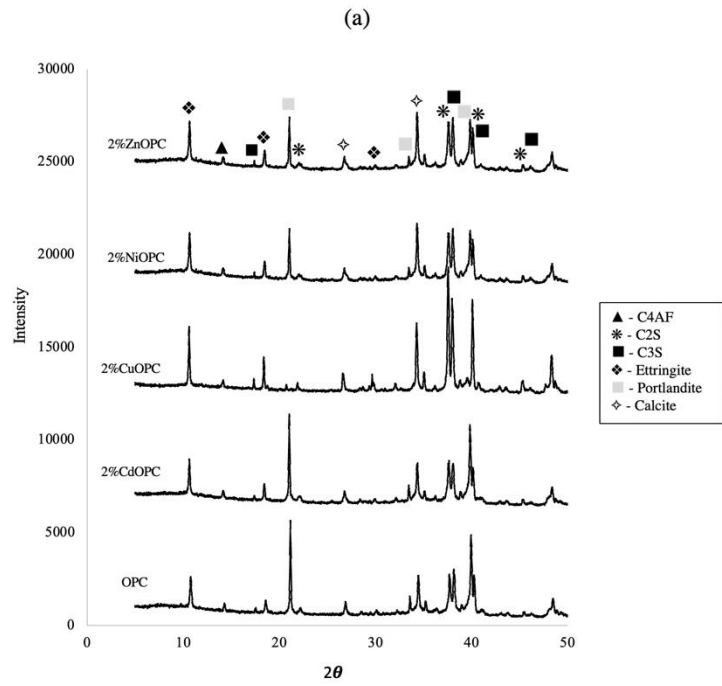 (a)
30000
25000
20000
15000
10000
5000
0
Intensity
2%ZnOPC
2%NiOPC
2%CuOPC
2%CdOPC
OPC
0
10
20
30
40
50
2θ
- C4AF
- C2S
- C3S
- Ettringite
- Portlandite
- Calcite